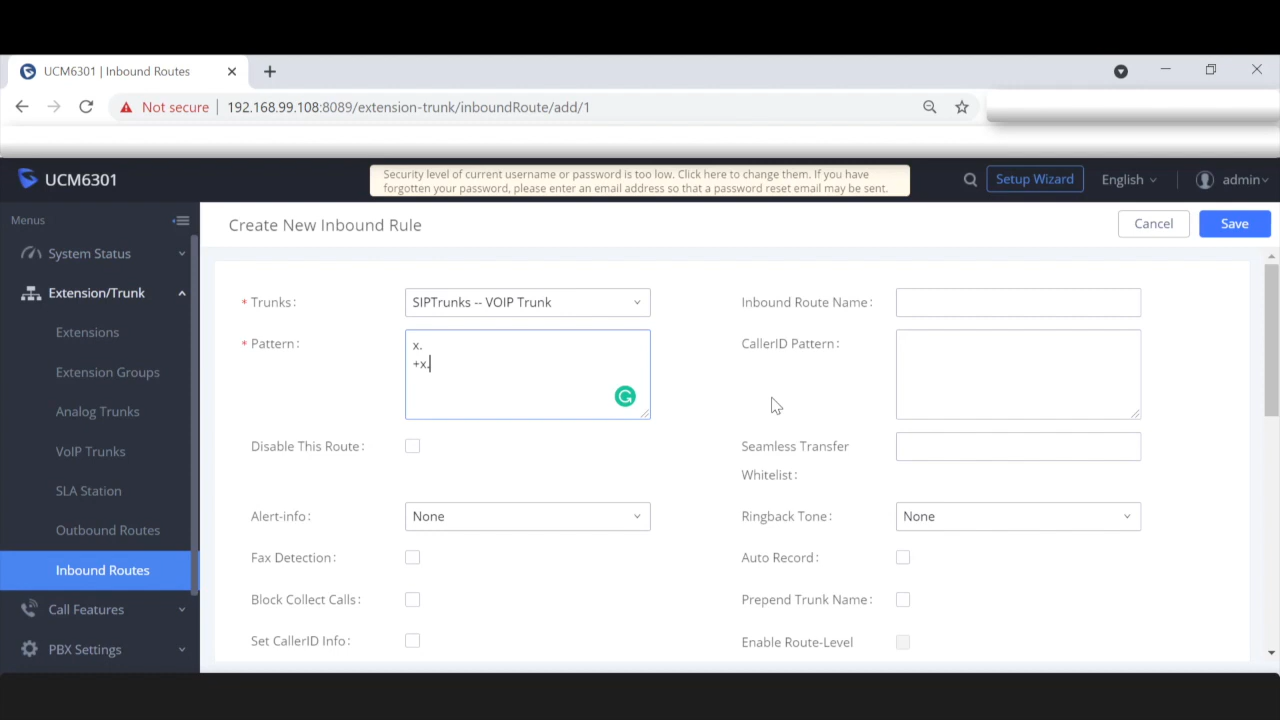 UCM6301 | Inbound Routes
Not secure
192.168.99.108:8089/extension-trunk/inboundRoute/add/1
UCM6301
Security level of current username or password is too low. Click here to change them. If you have
forgotten your password, please enter an email address so that a password reset email may be sent.
Setup Wizard
English
admin
Menus
System Status
Extension/Trunk
Extensions
Extension Groups
Analog Trunks
VoIP Trunks
SLA Station
Outbound Routes
Inbound Routes
Call Features
PBX Settings
Create New Inbound Rule
Cancel
Save
* Trunks:
SIPTrunks -- VOIP Trunk
Inbound Route Name:
* Pattern:
x.
+x.
CallerID Pattern:
Disable This Route:
Seamless Transfer
Whitelist:
Alert-info:
None
Ringback Tone:
None
Fax Detection:
Auto Record:
Block Collect Calls:
Prepend Trunk Name:
Set CallerID Info:
Enable Route-Level